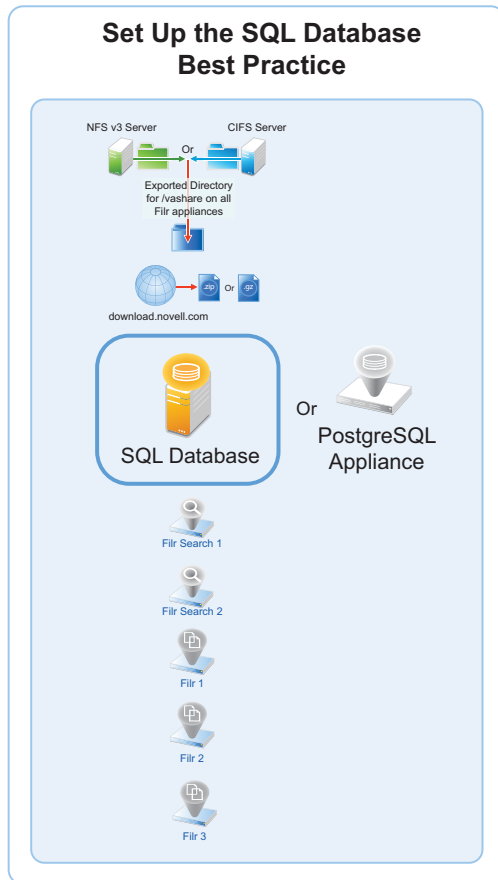 Set Up the SQL Database
Best Practice
NFS v3 Server
Or
CIFS Server
Exported Directory
for /vashare on all
Filr appliances
.zip
Or
.gz
download.novell.com
SQL Database
Or
PostgreSQL
Appliance
Filr Search 1
Filr Search 2
Filr 1
Filr 2
Filr 3